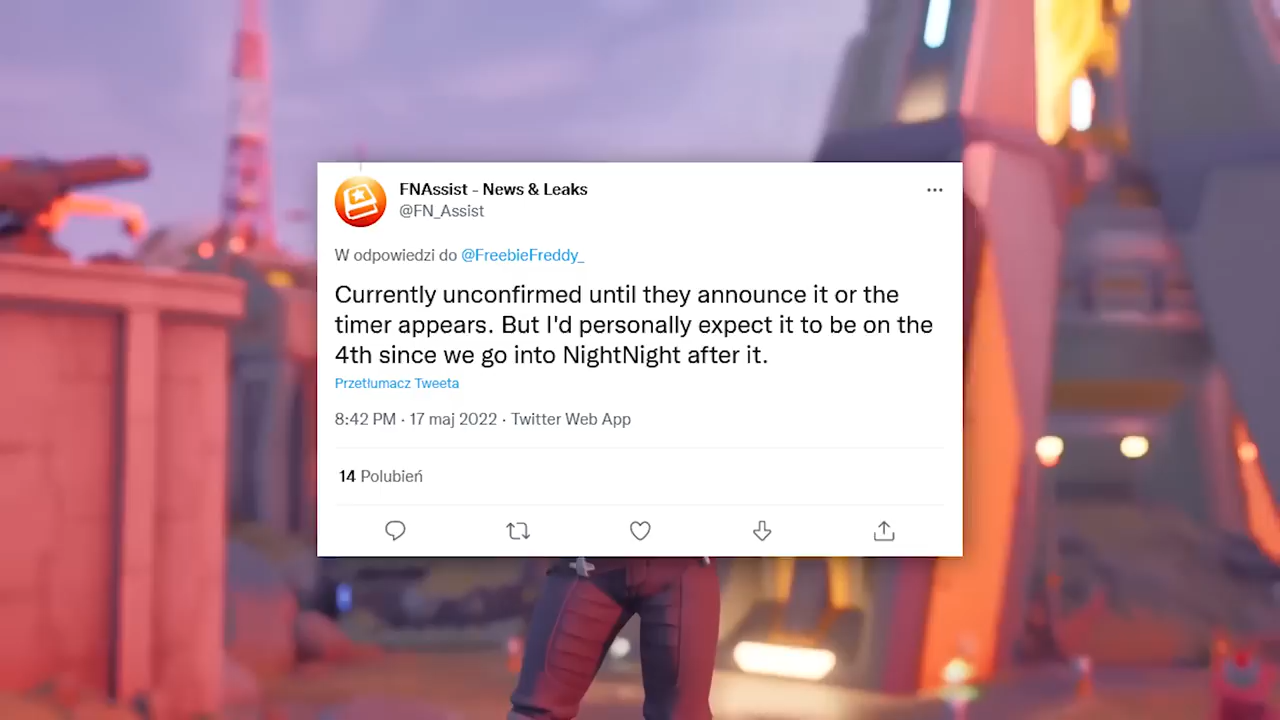 FNAssist - News & Leaks
@FN_Assist
W odpowiedzi do @FreebieFreddy_
Currently unconfirmed until they announce it or the
timer appears. But I'd personally expect it to be on the
4th since we go into NightNight after it.
Przetłumacz Tweeta
8:42 PM · 17 maj 2022 · Twitter Web App
14 Polubień